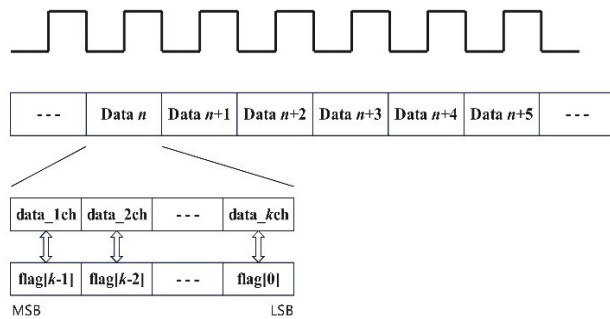 --- Data n Data n+1 Data n+2 Data n+3 Data n+4 Data n+5 ---
data_1ch data_2ch --- data_kch
flag[k-1] flag[k-2] --- flag[0]
MSB LSB